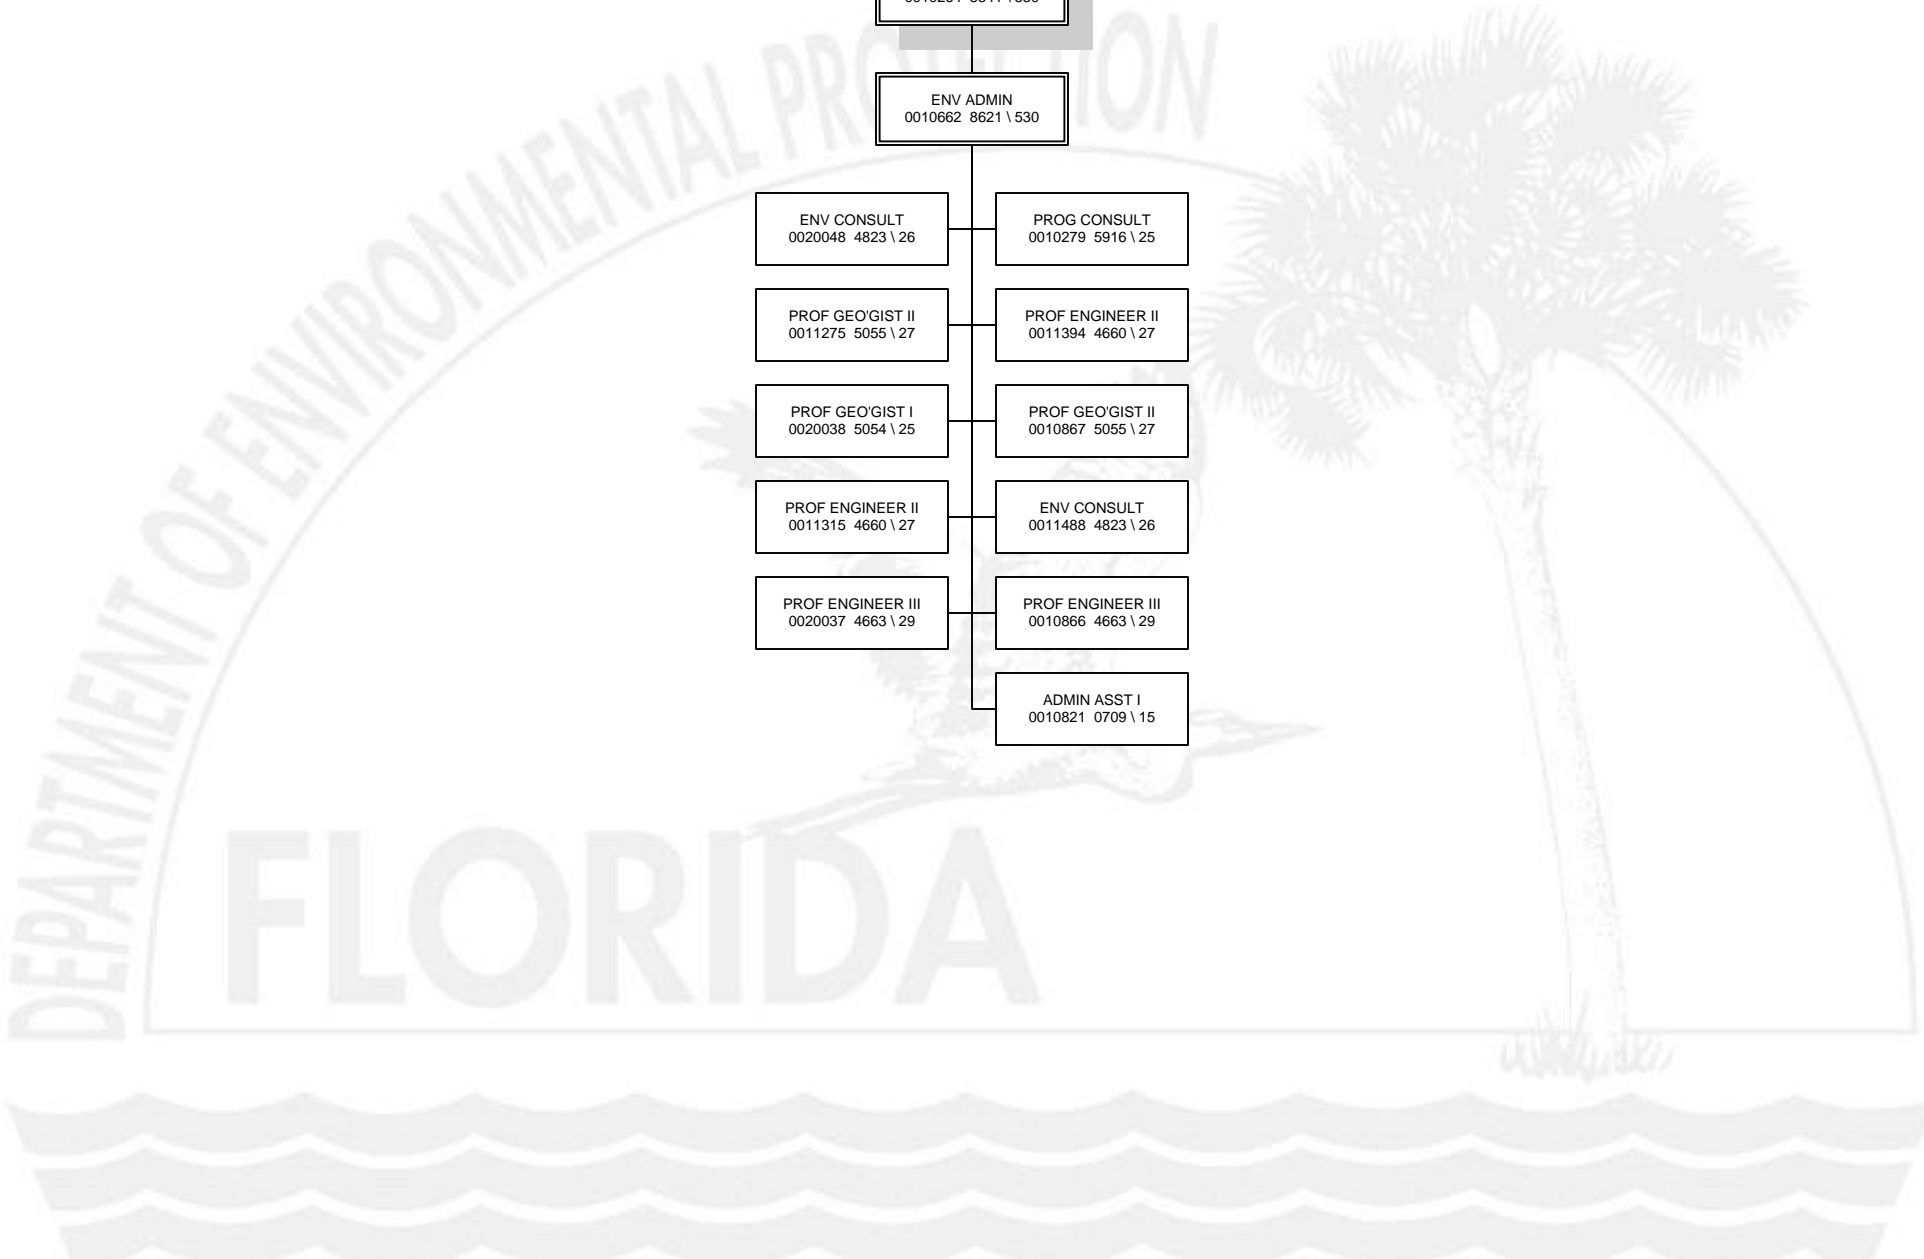 ENV ADMIN
0010662 8621 \ 530
ENV CONSULT
0020048 4823 \ 26
PROG CONSULT
0010279 5916 \ 25
PROF GEO'GIST II
0011275 5055 \ 27
PROF ENGINEER II
0011394 4660 \ 27
PROF GEO'GIST I
0020038 5054 \ 25
PROF GEO'GIST II
0010867 5055 \ 27
PROF ENGINEER II
0011315 4660 \ 27
ENV CONSULT
0011488 4823 \ 26
PROF ENGINEER III
0020037 4663 \ 29
PROF ENGINEER III
0010866 4663 \ 29
ADMIN ASST I
0010821 0709 \ 15
DEPARTMENT OF ENVIRONMENTAL PROTECTION
FLORIDA